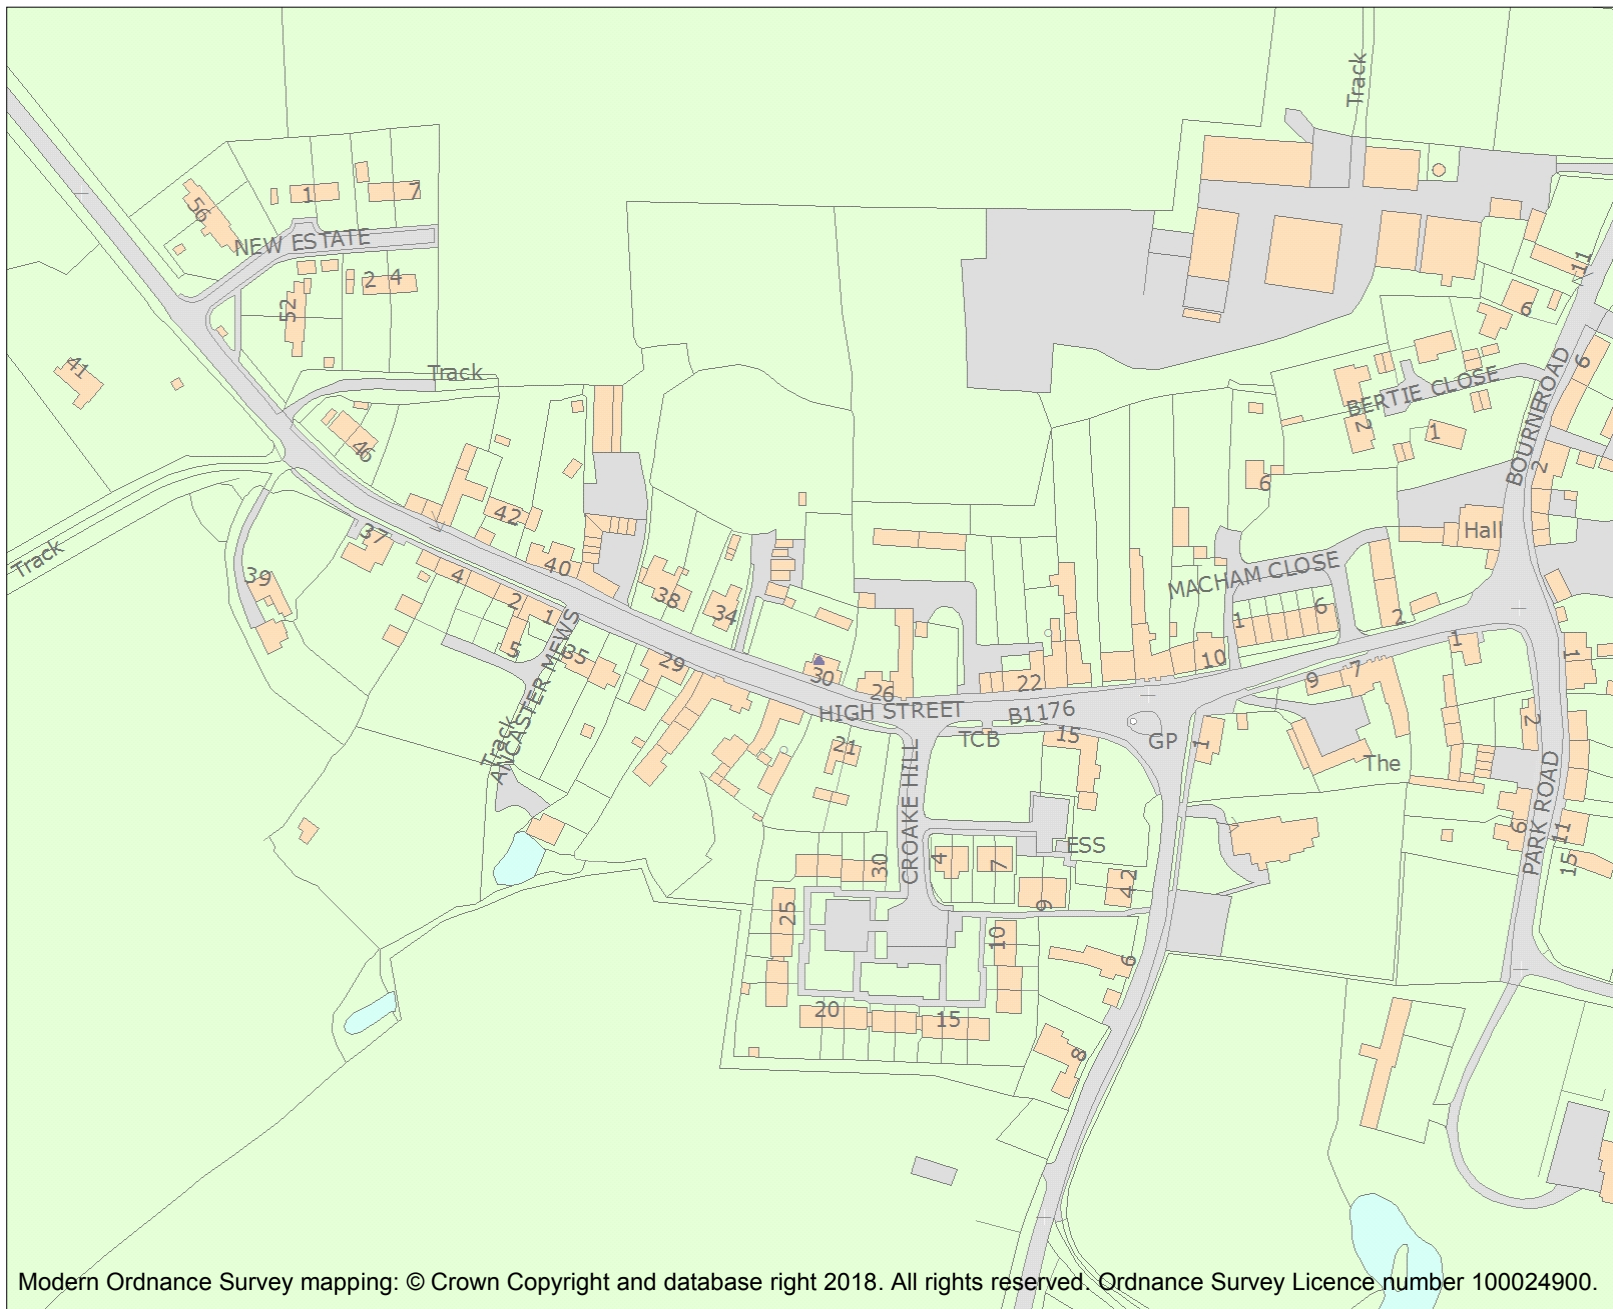 Track
56
1
7
NEW ESTATE
2
4
52
11
6
41
Track
BOURNE ROAD
6
BERTIE CLOSE
2
1
46
2
6
42
Hall
37
Track
40
MACHAM CLOSE
39
4
38
2
34
1
6
1
2
5
35
29
30
26
22
10
9
7
1
1
ANCASTER MEWS
Track
HIGH STREET
B1176
TCB
15
GP
1
2
21
The
CROAKE HILL
PARK ROAD
ESS
30
4
7
6
11
15
42
9
25
10
6
20
15
8
Modern Ordnance Survey mapping: © Crown Copyright and database right 2018. All rights reserved. Ordnance Survey Licence number 100024900.